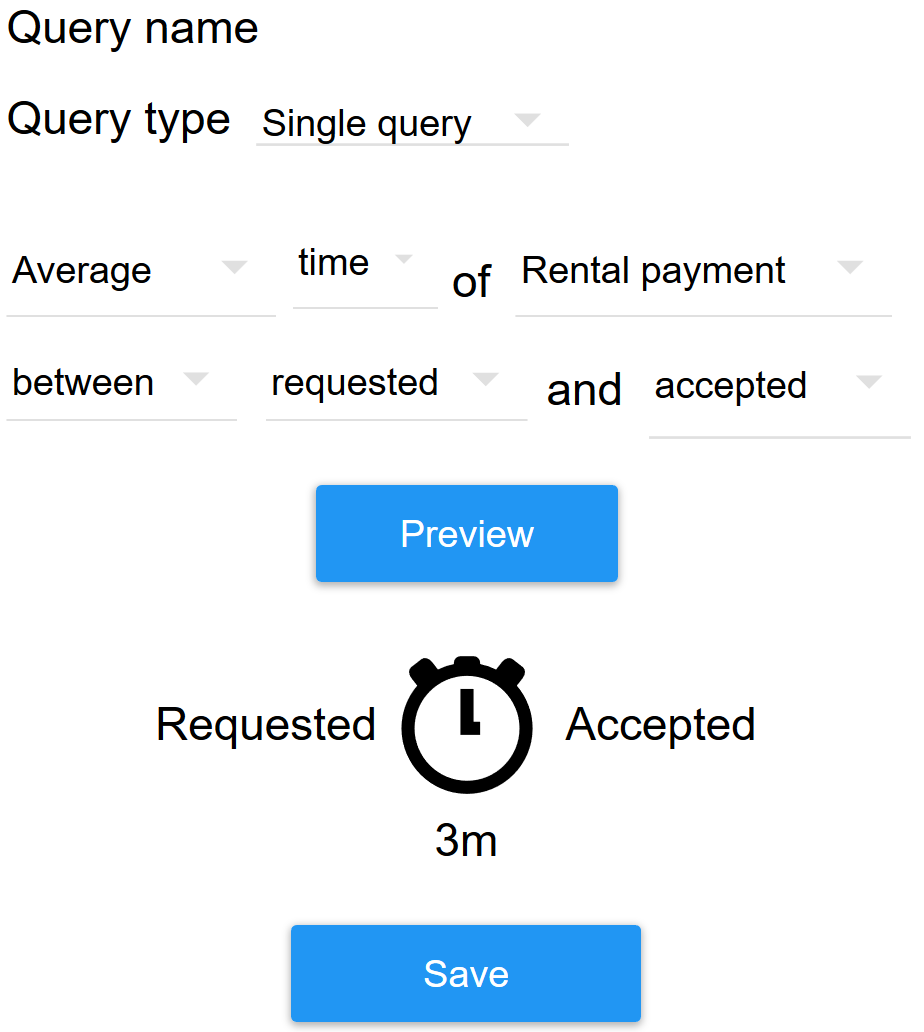 Query name
Query type Single query
Average time of Rental payment
between requested and accepted
Preview
Requested Accepted
3m
Save